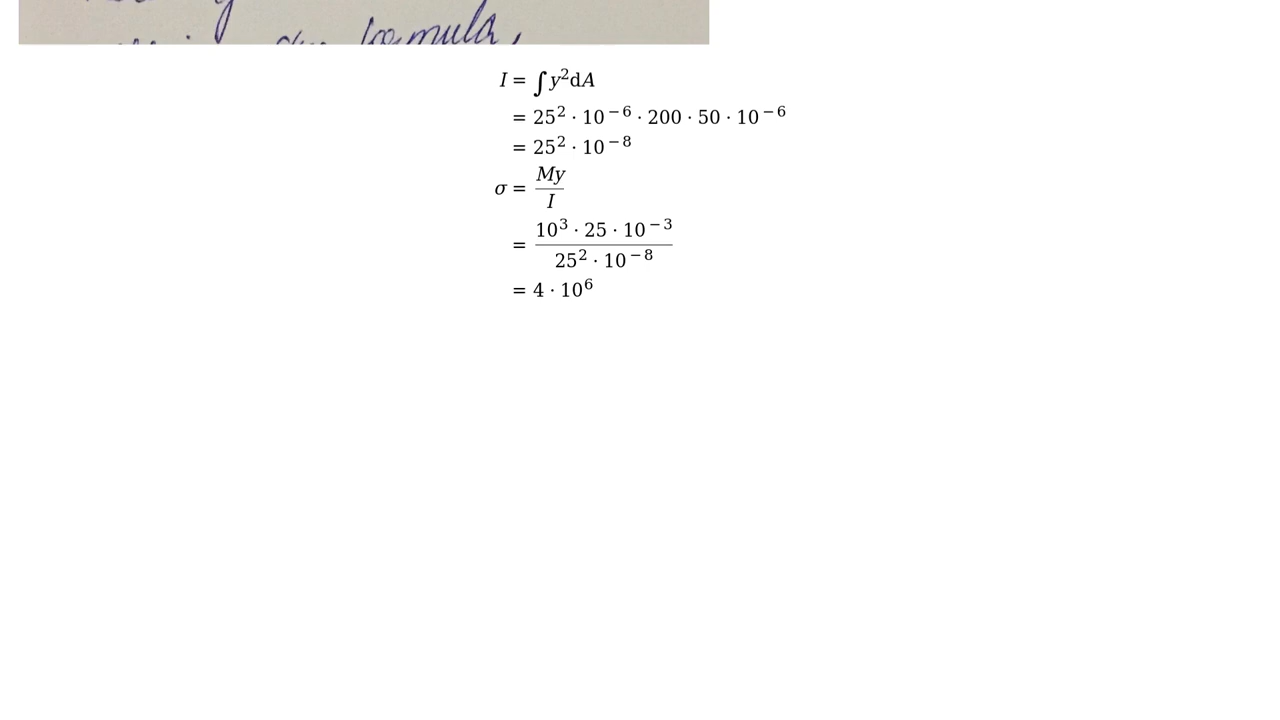 formula,
I = ∫y²dA
= 25² · 10⁻⁶ · 200 · 50 · 10⁻⁶
= 25² · 10⁻⁸
σ = My / I
= 10³ · 25 · 10⁻³ / 25² · 10⁻⁸
= 4 · 10⁶